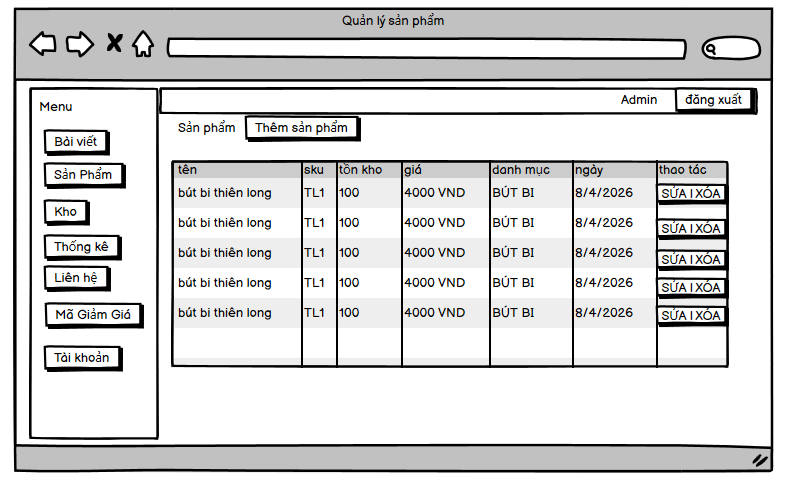 Quản lý sản phẩm
Admin
đăng xuất
Menu
Bài viết
Sản Phẩm
Kho
Thống kê
Liên hệ
Mã Giảm Giá
Tài khoản
Sản phẩm
Thêm sản phẩm
tên sku tồn kho giá danh mục ngày thao tác
bút bi thiên long TL1 100 4000 VND BÚT BI 8/4/2026 SỬA | XÓA
bút bi thiên long TL1 100 4000 VND BÚT BI 8/4/2026 SỬA | XÓA
bút bi thiên long TL1 100 4000 VND BÚT BI 8/4/2026 SỬA | XÓA
bút bi thiên long TL1 100 4000 VND BÚT BI 8/4/2026 SỬA | XÓA
bút bi thiên long TL1 100 4000 VND BÚT BI 8/4/2026 SỬA | XÓA